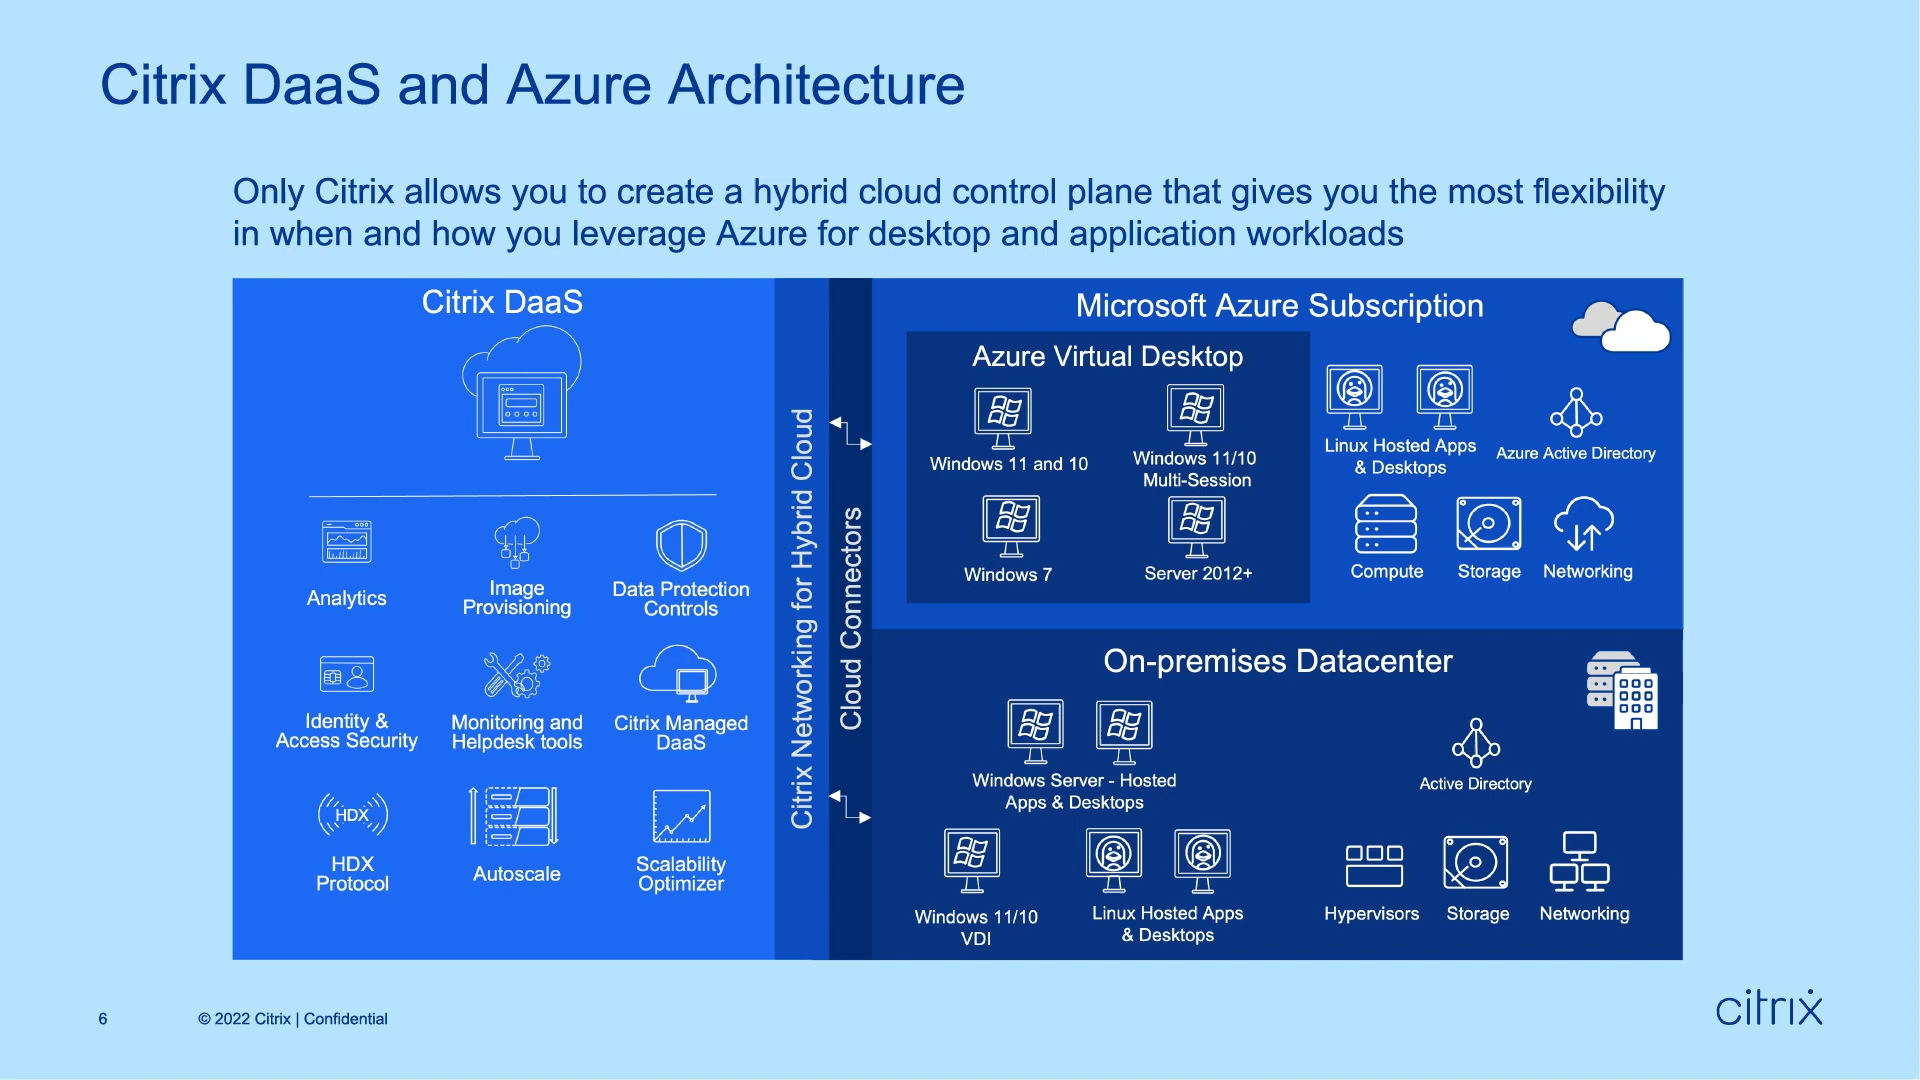 Citrix DaaS and Azure Architecture
Only Citrix allows you to create a hybrid cloud control plane that gives you the most flexibility
in when and how you leverage Azure for desktop and application workloads
Citrix DaaS
Analytics
Image
Provisioning
Data Protection
Controls
Identity &
Access Security
Monitoring and
Helpdesk tools
Citrix Managed
DaaS
HDX
HDX
Protocol
Autoscale
Scalability
Optimizer
Citrix Networking for Hybrid Cloud
Cloud Connectors
Microsoft Azure Subscription
Azure Virtual Desktop
Windows 11 and 10
Windows 11/10
Multi-Session
Windows 7
Server 2012+
Linux Hosted Apps
& Desktops
Azure Active Directory
Compute
Storage
Networking
On-premises Datacenter
Windows Server - Hosted
Apps & Desktops
Active Directory
Windows 11/10
VDI
Linux Hosted Apps
& Desktops
Hypervisors
Storage
Networking
6
© 2022 Citrix | Confidential
citrix